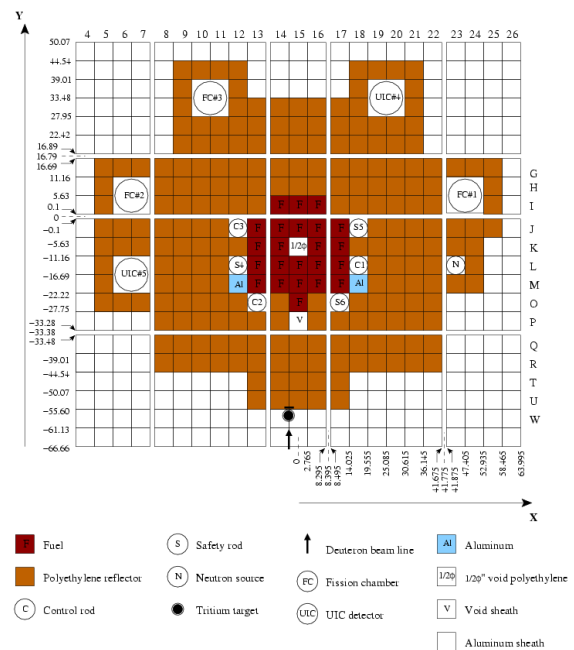 Y
4 5 6 7 8 9 10 11 12 13 14 15 16 17 18 19 20 21 22 23 24 25 26
50.07
44.54
39.01
33.48
27.95
22.42
16.89
16.79
16.69
11.16
5.63
0.1
0
−0.1
−5.63
−11.16
−16.69
−22.22
−27.75
−33.28
−33.38
−33.48
−39.01
−44.54
−50.07
−55.60
−61.13
−66.66
FC#3
UIC#4
FC#2
FC#1
F F F
C3 F F F F F S5
F F 1/2ϕ F F
S4 F F F F F C1 N
UIC#5
Al F F F F F Al
C2 F S6
V
G
H
I
J
K
L
M
O
P
Q
R
T
U
W
0
2.765
8.295
8.395
8.495
14.025
19.555
25.085
30.615
36.145
41.675
41.775
41.875
47.405
52.935
58.465
63.995
X
F Fuel
S Safety rod
Deuteron beam line
Al Aluminum
Polyethylene reflector
N Neutron source
FC Fission chamber
1/2ϕ 1/2ϕ" void polyethylene
C Control rod
Tritium target
UIC UIC detector
V Void sheath
Aluminum sheath